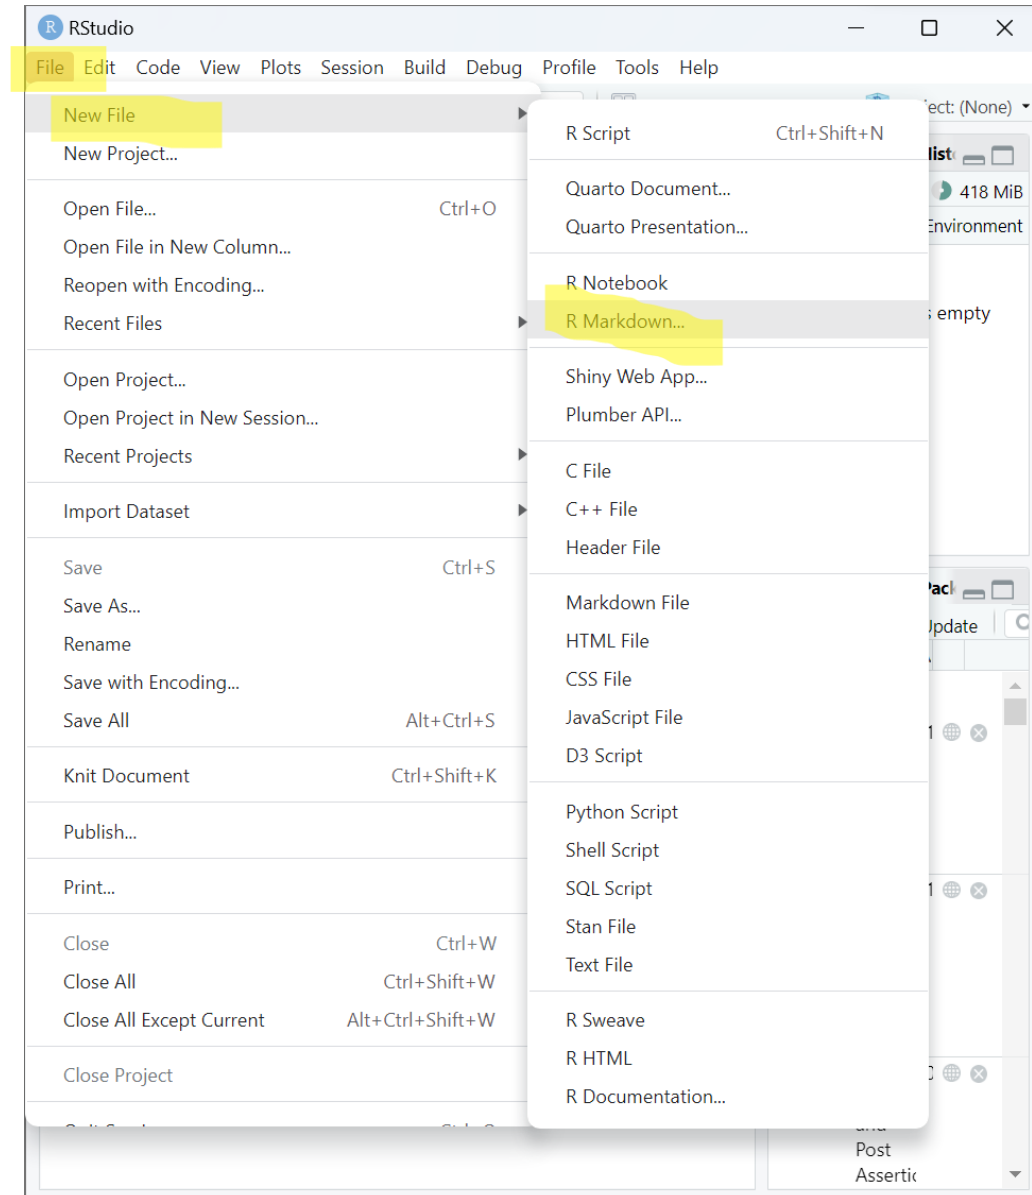 RStudio
File Edit Code View Plots Session Build Debug Profile Tools Help
New File
New Project...
Open File... Ctrl+O
Open File in New Column...
Reopen with Encoding...
Recent Files
Open Project...
Open Project in New Session...
Recent Projects
Import Dataset
Save Ctrl+S
Save As...
Rename
Save with Encoding...
Save All Alt+Ctrl+S
Knit Document Ctrl+Shift+K
Publish...
Print...
Close Ctrl+W
Close All Ctrl+Shift+W
Close All Except Current Alt+Ctrl+Shift+W
Close Project
R Script Ctrl+Shift+N
Quarto Document...
Quarto Presentation...
R Notebook
R Markdown...
Shiny Web App...
Plumber API...
C File
C++ File
Header File
Markdown File
HTML File
CSS File
JavaScript File
D3 Script
Python Script
Shell Script
SQL Script
Stan File
Text File
R Sweave
R HTML
R Documentation...
ect: (None)
418 MiB
Environment
empty
Update
1
1
and
Post
Assertic